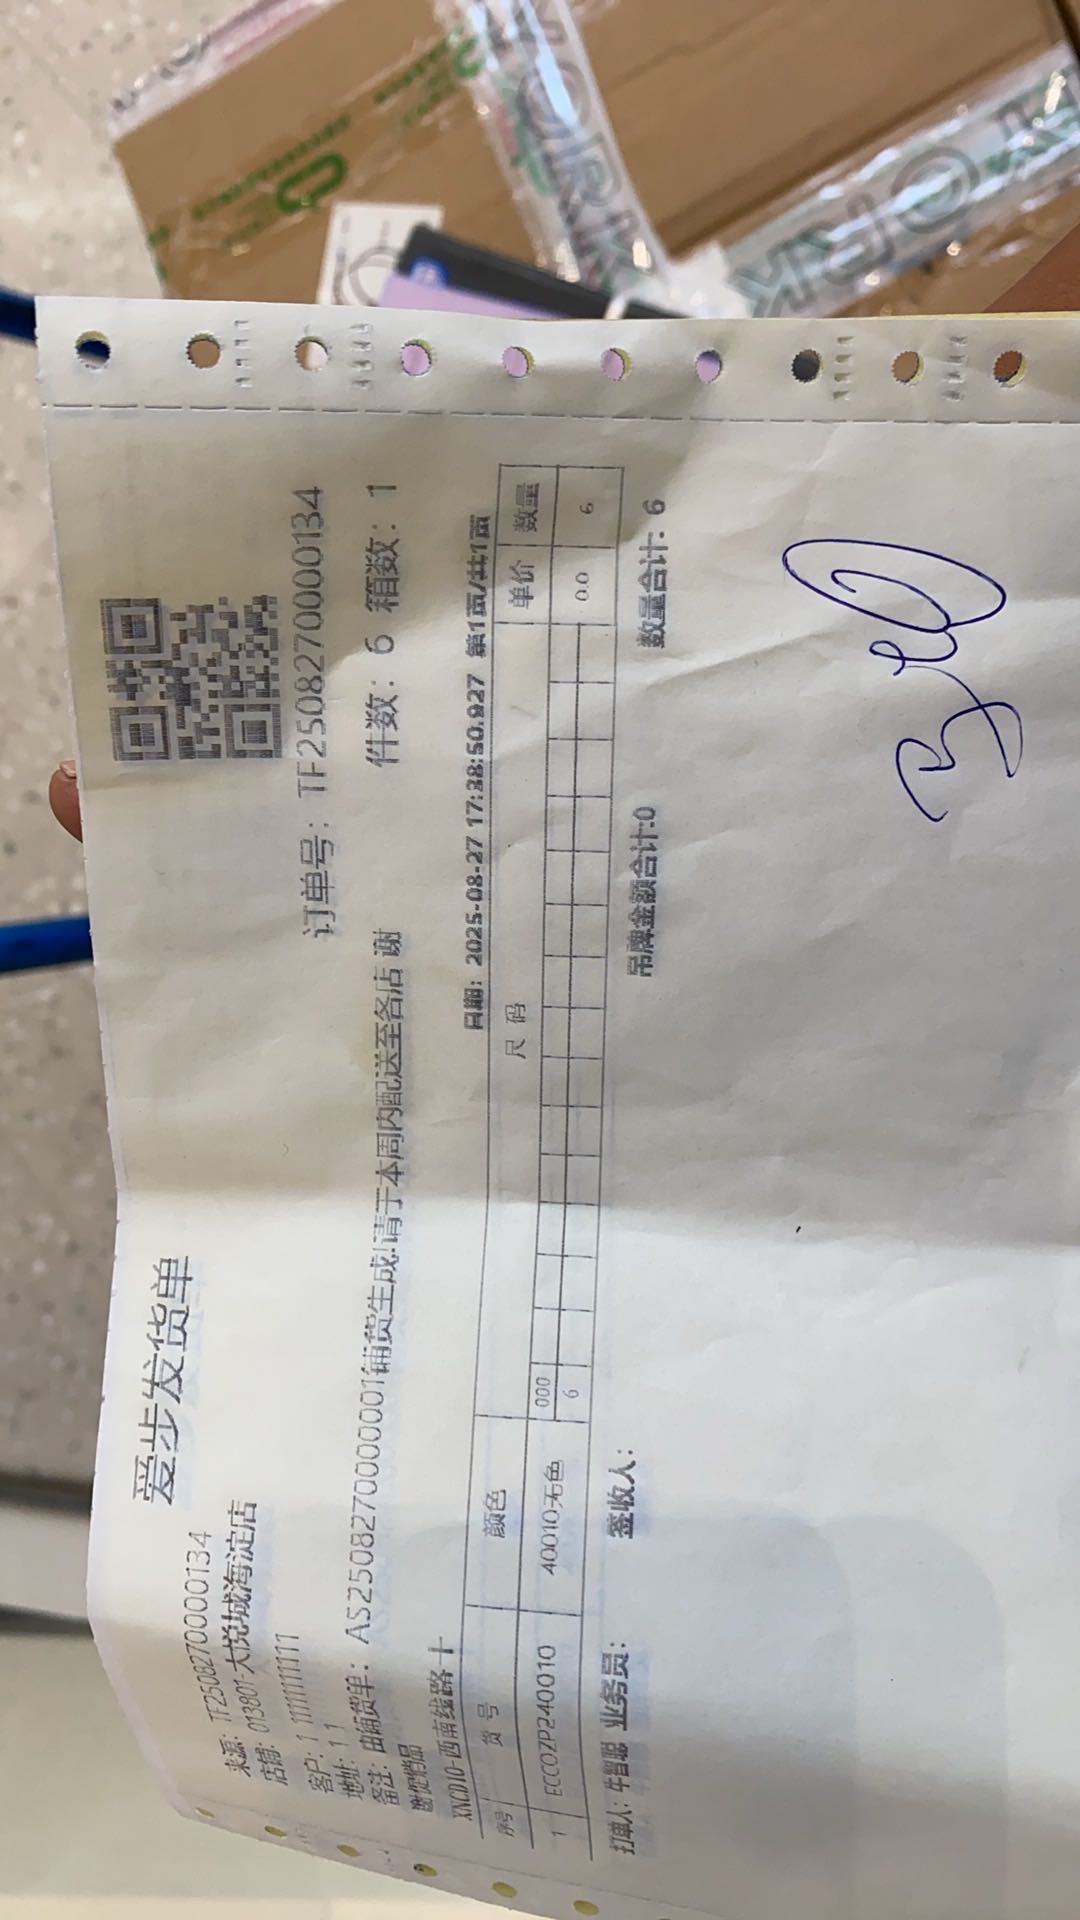 爱步发货单
来源: TF250827000134
店铺: 013801-大悦城海淀店
订单号: TF250827000134
客户: 1 11111111111
地址: 1 1
件数: 6 箱数: 1
备注: 由铺货单: AS25082700000001铺货生成!请于本周内配送至各店 谢
谢促销品
XNCD10-西南线路十
日期: 2025-08-27 17:38:50.927 第1页/共1页
序号 货号 颜色 尺码 单价 数量
000
1 ECCOZP240010 40010无色 6 0.0 6
打单人: 牛智聪 业务员: 签收人: 吊牌金额合计:0 数量合计: 6